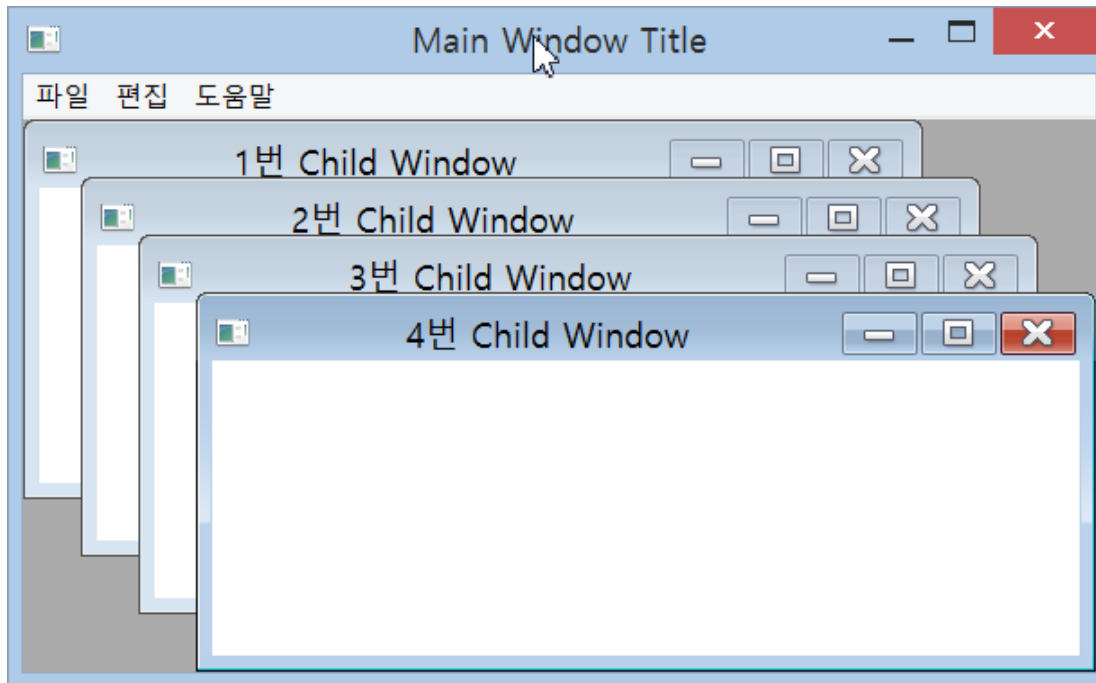 Main Window Title
파일 편집 도움말
1번 Child Window
2번 Child Window
3번 Child Window
4번 Child Window